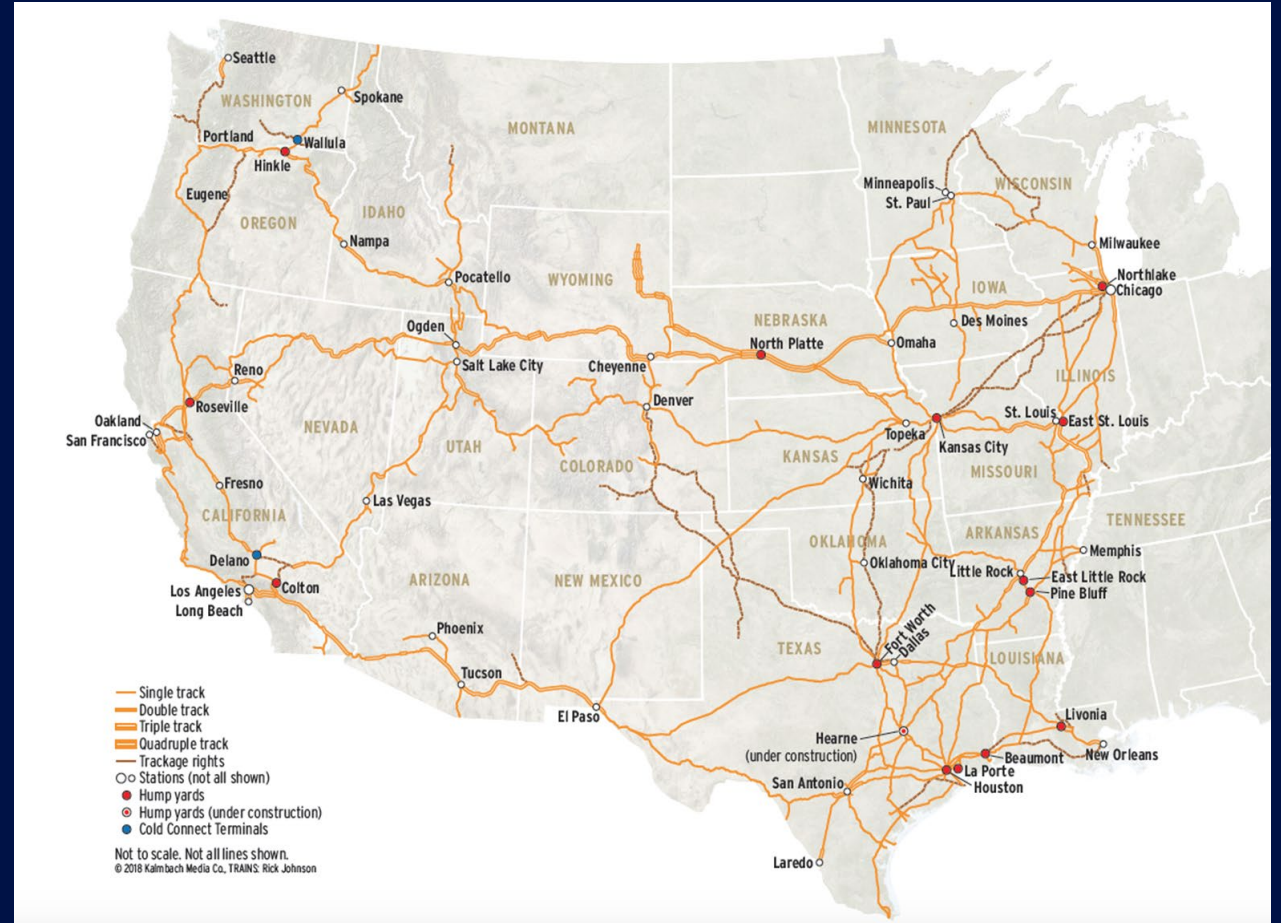 Seattle
WASHINGTON
Spokane
MONTANA
MINNESOTA
Portland
Wallula
Hinkle
Minneapolis
St. Paul
WISCONSIN
Eugene
OREGON
IDAHO
Nampa
Milwaukee
Pocatello
WYOMING
Northlake
Chicago
IOWA
NEBRASKA
Des Moines
Ogden
North Platte
Omaha
Salt Lake City
Cheyenne
Reno
ILLINOIS
Roseville
Denver
Oakland
San Francisco
NEVADA
UTAH
COLORADO
KANSAS
Topeka
Kansas City
St. Louis
East St. Louis
MISSOURI
Fresno
Las Vegas
Wichita
CALIFORNIA
TENNESSEE
ARKANSAS
OKLAHOMA
Delano
Oklahoma City
Memphis
Little Rock
East Little Rock
Pine Bluff
Los Angeles
Colton
Long Beach
ARIZONA
NEW MEXICO
Phoenix
TEXAS
Fort Worth
Dallas
LOUISIANA
Tucson
El Paso
Livonia
Hearne
(under construction)
New Orleans
Beaumont
La Porte
Houston
San Antonio
Laredo
Single track
Double track
Triple track
Quadruple track
Trackage rights
Stations (not all shown)
Hump yards
Hump yards (under construction)
Cold Connect Terminals
Not to scale. Not all lines shown.
© 2018 Kalmbach Media Co., TRAINS: Rick Johnson